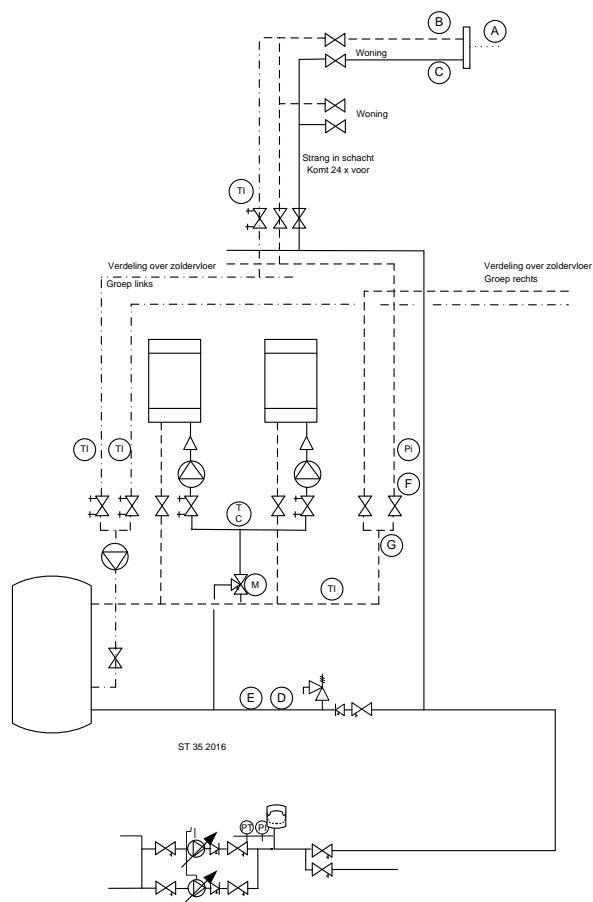 B
A
Woning
C
Woning
Strang in schacht
Komt 24 x voor
TI
Verdeling over zoldervloer
Groep links
Verdeling over zoldervloer
Groep rechts
TI
TI
Pi
F
T
C
G
M
TI
E
D
ST 35 2016
PT
PI